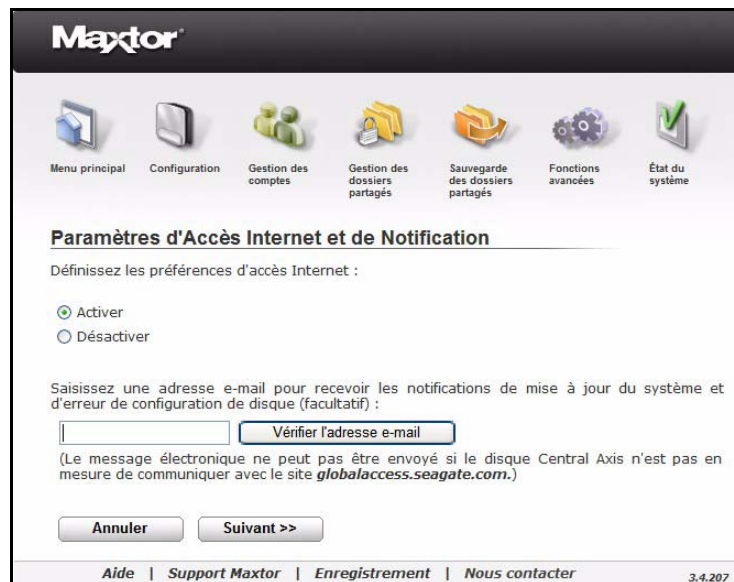 Maxtor
Menu principal
Configuration
Gestion des
comptes
Gestion des
dossiers
partagés
Sauvegarde
des dossiers
partagés
Fonctions
avancées
État du
système
Paramètres d'Accès Internet et de Notification
Définissez les préférences d'accès Internet :
Activer
Désactiver
Saisissez une adresse e-mail pour recevoir les notifications de mise à jour du système et
d'erreur de configuration de disque (facultatif) :
Vérifier l'adresse e-mail
(Le message électronique ne peut pas être envoyé si le disque Central Axis n'est pas en
mesure de communiquer avec le site globalaccess.seagate.com.)
Annuler
Suivant >>
Aide | Support Maxtor | Enregistrement | Nous contacter
3.4.207